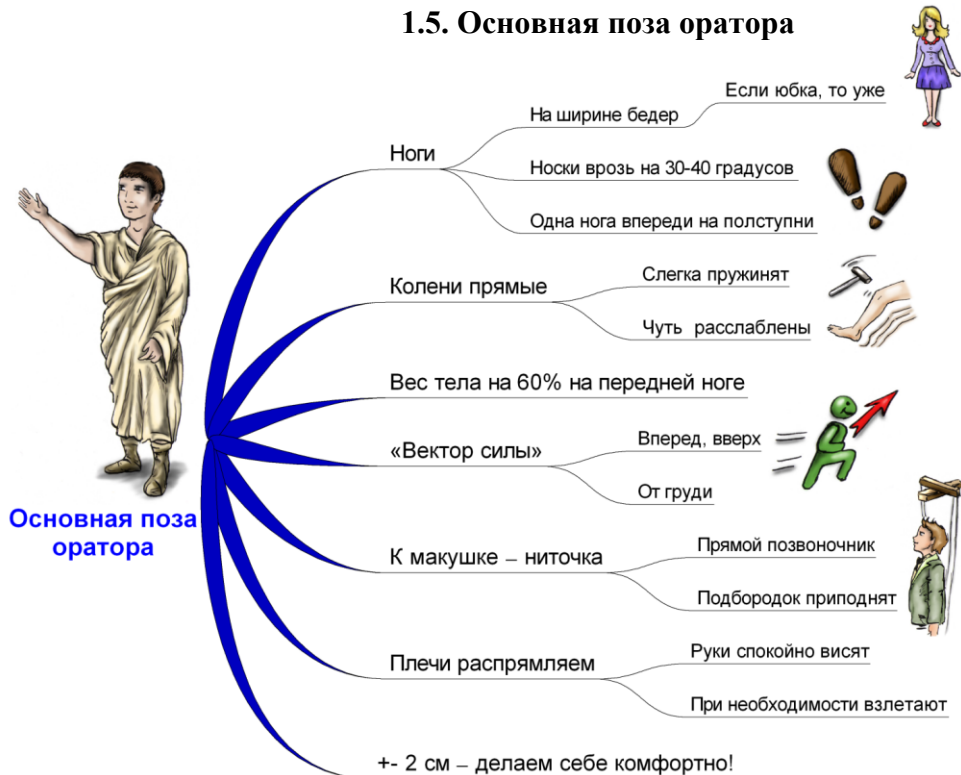 1.5. Основная поза оратора
Основная поза
оратора
Ноги
На ширине бедер
Если юбка, то уже
Носки врозь на 30-40 градусов
Одна нога впереди на полступни
Колени прямые
Слегка пружинят
Чуть расслаблены
Вес тела на 60% на передней ноге
«Вектор силы»
Вперед, вверх
От груди
К макушке – ниточка
Прямой позвоночник
Подбородок приподнят
Плечи распрямляем
Руки спокойно висят
При необходимости взлетают
+- 2 см – делаем себе комфортно!